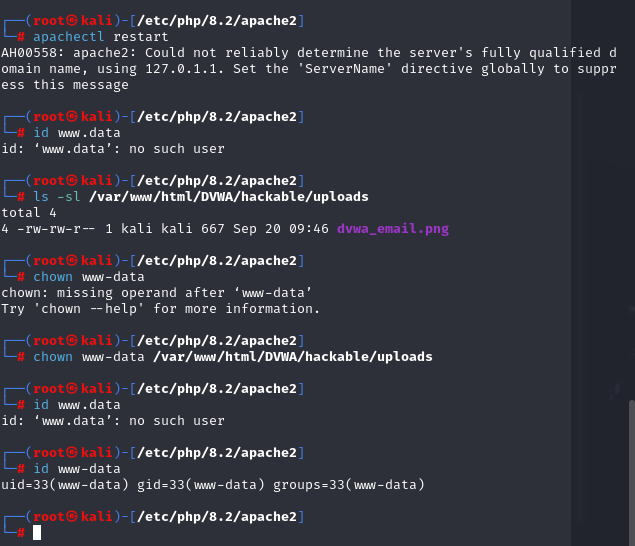 ┌──(root㉿kali)-[/etc/php/8.2/apache2]
└─# apachectl restart
AH00558: apache2: Could not reliably determine the server's fully qualified d
omain name, using 127.0.1.1. Set the 'ServerName' directive globally to suppr
ess this message
┌──(root㉿kali)-[/etc/php/8.2/apache2]
└─# id www.data
id: ‘www.data’: no such user
┌──(root㉿kali)-[/etc/php/8.2/apache2]
└─# ls -sl /var/www/html/DVWA/hackable/uploads
total 4
4 -rw-rw-r-- 1 kali kali 667 Sep 20 09:46 dvwa_email.png
┌──(root㉿kali)-[/etc/php/8.2/apache2]
└─# chown www-data
chown: missing operand after ‘www-data’
Try 'chown --help' for more information.
┌──(root㉿kali)-[/etc/php/8.2/apache2]
└─# chown www-data /var/www/html/DVWA/hackable/uploads
┌──(root㉿kali)-[/etc/php/8.2/apache2]
└─# id www.data
id: ‘www.data’: no such user
┌──(root㉿kali)-[/etc/php/8.2/apache2]
└─# id www-data
uid=33(www-data) gid=33(www-data) groups=33(www-data)
┌──(root㉿kali)-[/etc/php/8.2/apache2]
└─#